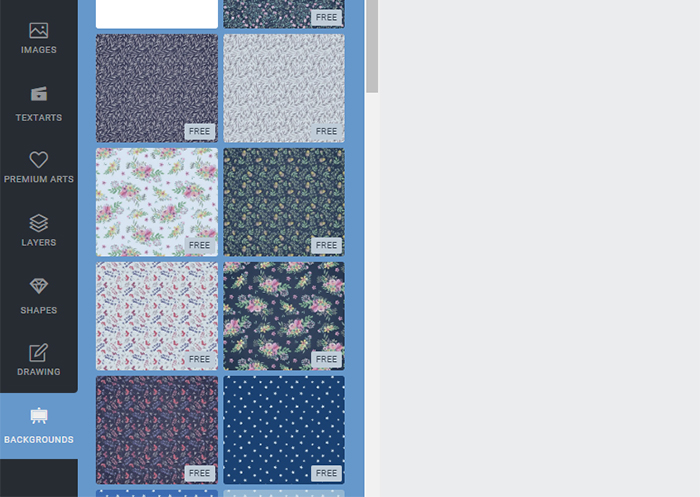 IMAGES
TEXTARTS
PREMIUM ARTS
LAYERS
SHAPES
DRAWING
BACKGROUNDS
FREE
FREE
FREE
FREE
FREE
FREE
FREE
FREE
FREE